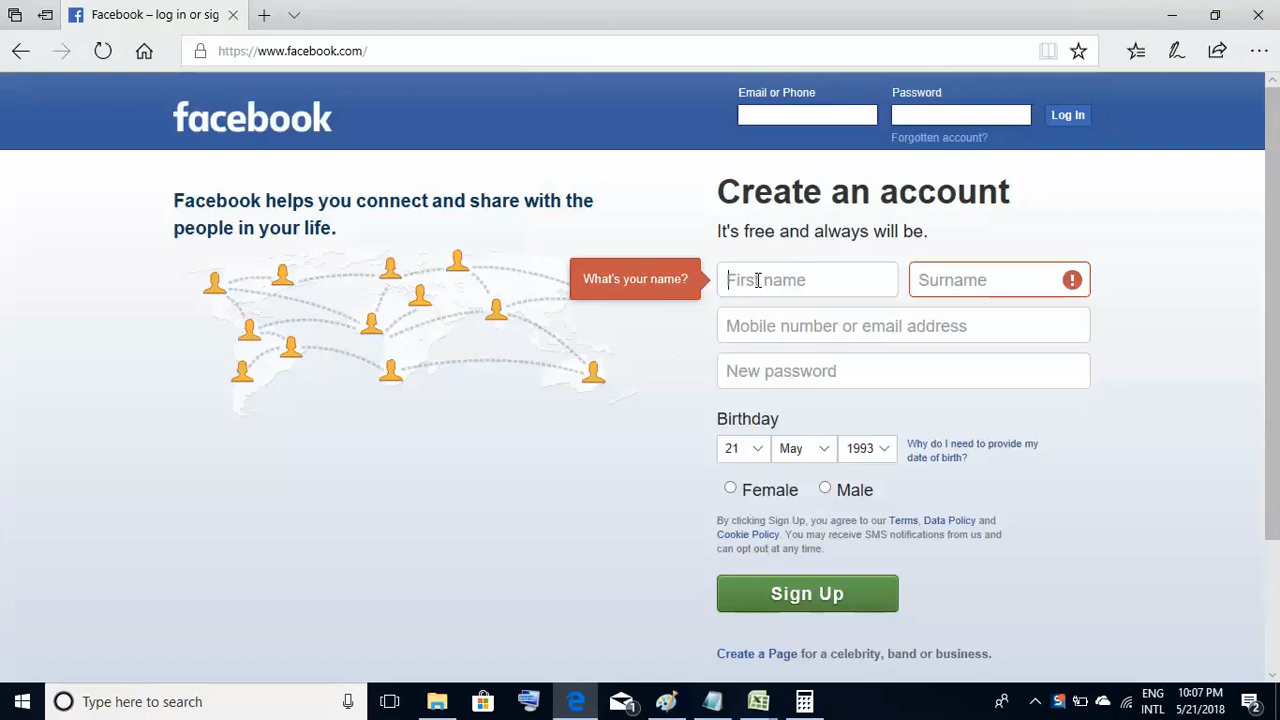 Facebook – log in or sig
https://www.facebook.com/
facebook
Email or Phone
Password
Log In
Forgotten account?
Facebook helps you connect and share with the
people in your life.
Create an account
It's free and always will be.
What's your name?
First name
Surname
Mobile number or email address
New password
Birthday
21
May
1993
Why do I need to provide my
date of birth?
Female
Male
By clicking Sign Up, you agree to our Terms, Data Policy and
Cookie Policy. You may receive SMS notifications from us and
can opt out at any time.
Sign Up
Create a Page for a celebrity, band or business.
Type here to search
1
ENG
INTL
10:07 PM
5/21/2018
2